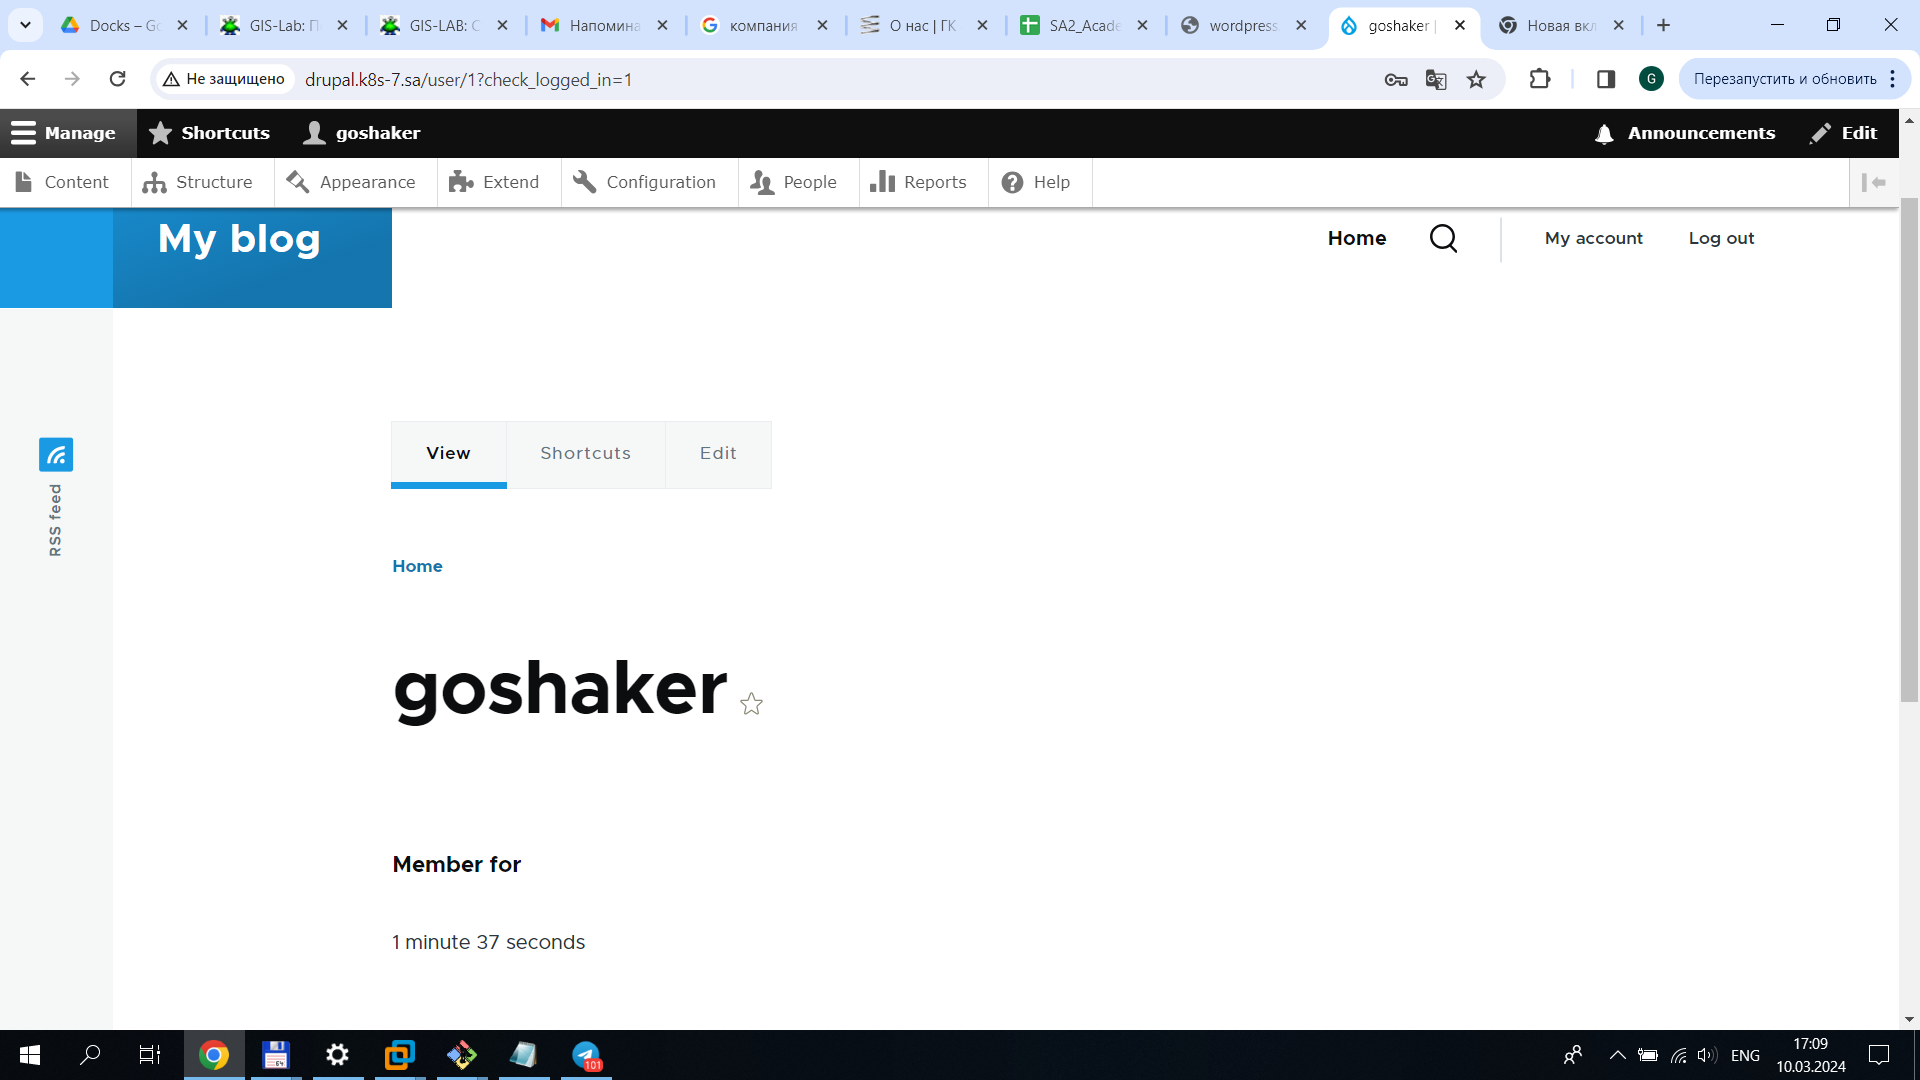 Docks – Go
GIS-Lab: П
GIS-LAB: С
Напомина
компания
О нас | ГК
SA2_Acade
wordpress
goshaker |
Новая вкл
Не защищено
drupal.k8s-7.sa/user/1?check_logged_in=1
G
Перезапустить и обновить
Manage
Shortcuts
goshaker
Announcements
Edit
Content
Structure
Appearance
Extend
Configuration
People
Reports
Help
My blog
Home
My account
Log out
View
Shortcuts
Edit
RSS feed
Home
goshaker
Member for
1 minute 37 seconds
64
101
ENG
17:09
10.03.2024